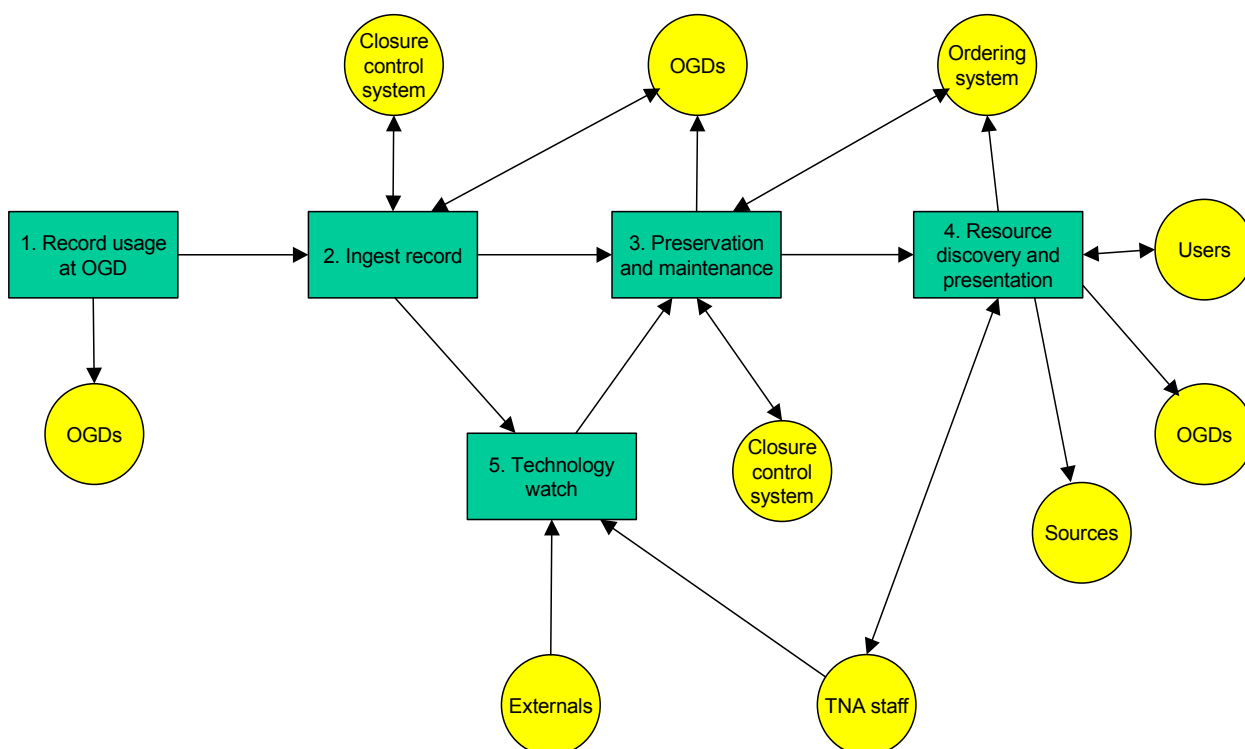 Closure
control
system
OGDs
Ordering
system
1. Record usage
at OGD
2. Ingest record
3. Preservation
and maintenance
4. Resource
discovery and
presentation
Users
OGDs
5. Technology
watch
Closure
control
system
OGDs
Sources
Externals
TNA staff